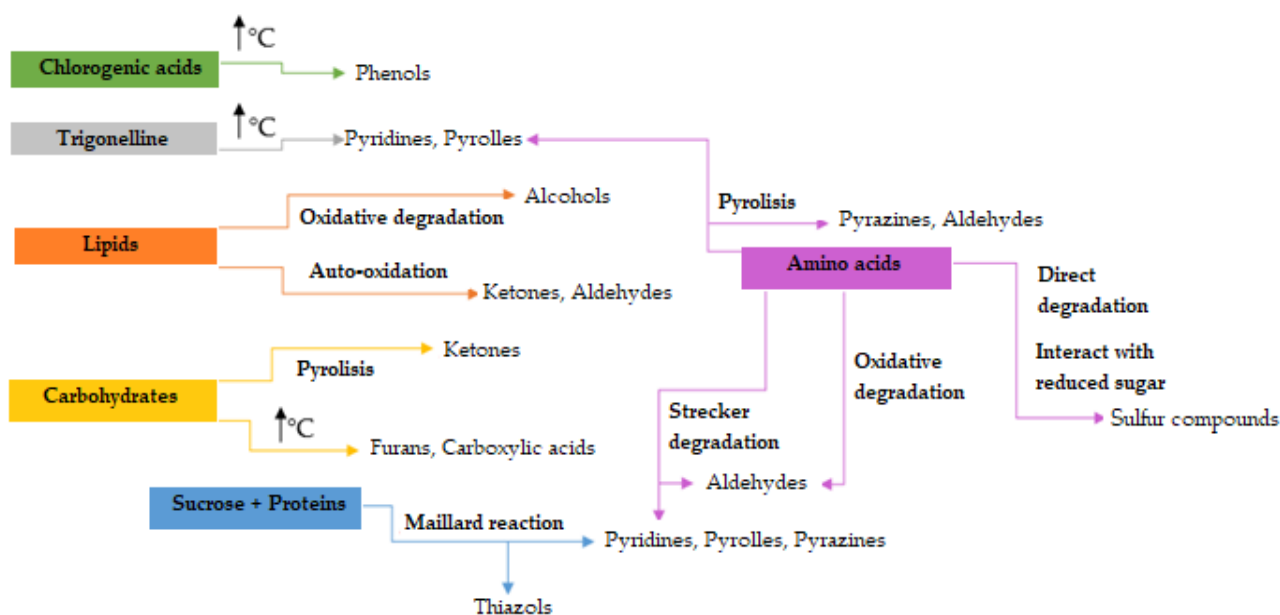 °C
Chlorogenic acids
Phenols
°C
Trigonelline
Pyridines, Pyrolles
Alcohols
Oxidative degradation
Lipids
Auto-oxidation
Ketones, Aldehydes
Pyrolisis
Pyrazines, Aldehydes
Amino acids
Direct
degradation
Interact with
reduced sugar
Sulfur compounds
Ketones
Pyrolisis
Carbohydrates
°C
Furans, Carboxylic acids
Oxidative
degradation
Strecker
degradation
Aldehydes
Sucrose + Proteins
Maillard reaction
Pyridines, Pyrolles, Pyrazines
Thiazols